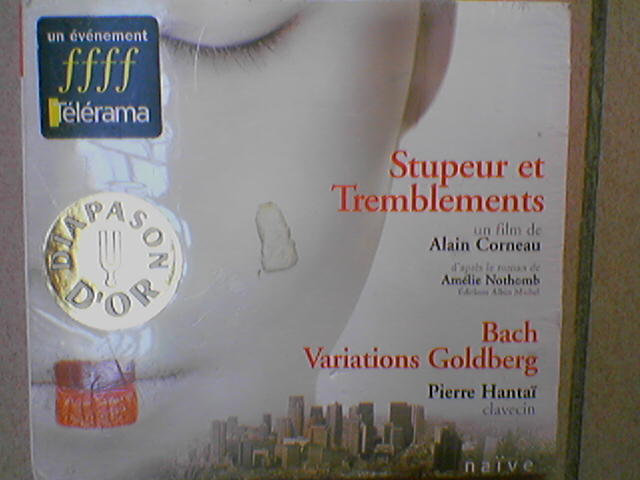 un événement
ffff
Télérama
DIAPASON
D'OR
Stupeur et
Tremblements
un film de
Alain Corneau
d'après le roman de
Amélie Nothomb
Éditions Albin Michel
Bach
Variations Goldberg
Pierre Hantaï
clavecin
naïve